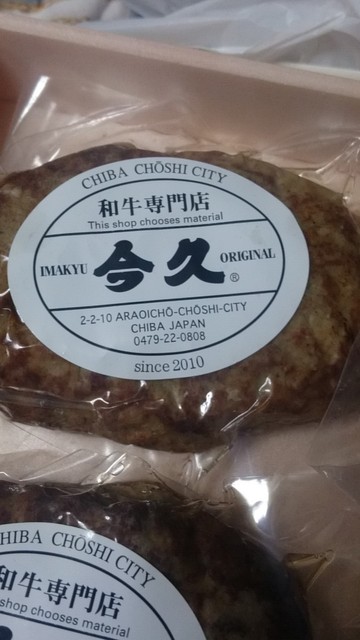 CHIBA CHŌSHI CITY
和牛専門店
This shop chooses material
IMAKYU 今久® ORIGINAL
2-2-10 ARAOICHŌ-CHŌSHI-CITY
CHIBA JAPAN
0479-22-0808
since 2010
CHIBA CHŌSHI CITY
和牛専門店
shop chooses material